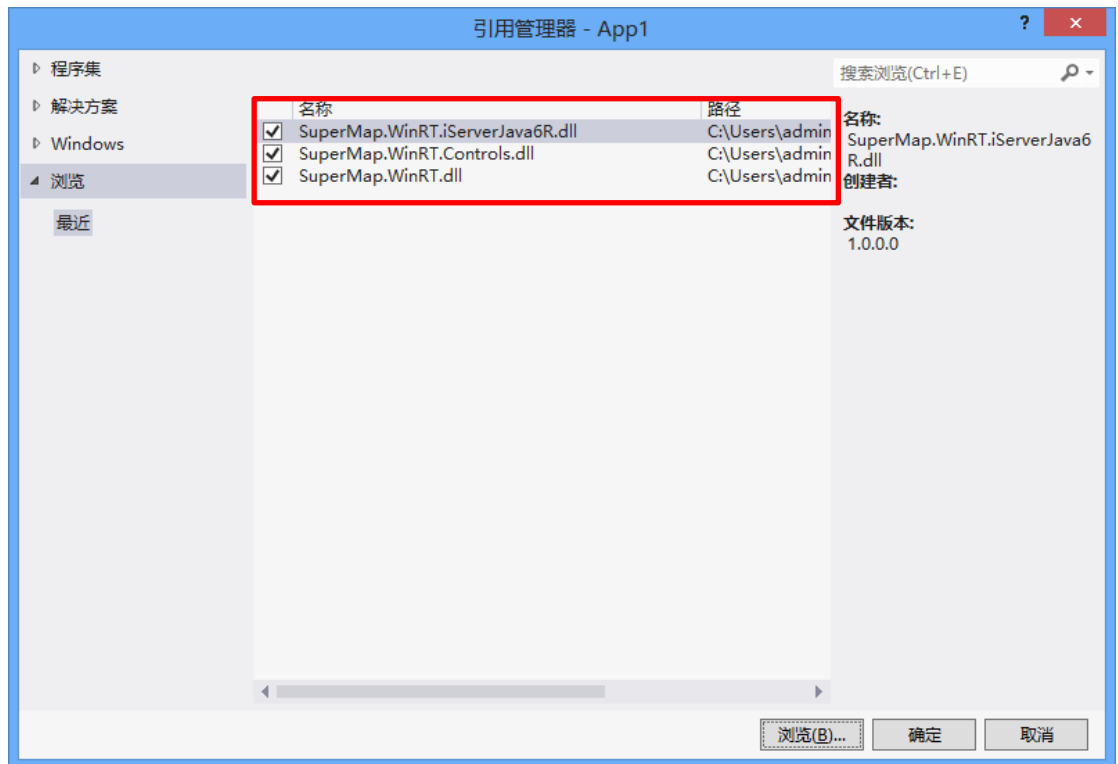 引用管理器 - App1
?
程序集
解决方案
Windows
浏览
最近
名称 路径
SuperMap.WinRT.iServerJava6R.dll C:\Users\admin
SuperMap.WinRT.Controls.dll C:\Users\admin
SuperMap.WinRT.dll C:\Users\admin
搜索浏览(Ctrl+E)
名称:
SuperMap.WinRT.iServerJava6
R.dll
创建者:
文件版本:
1.0.0.0
浏览(B)... 确定 取消